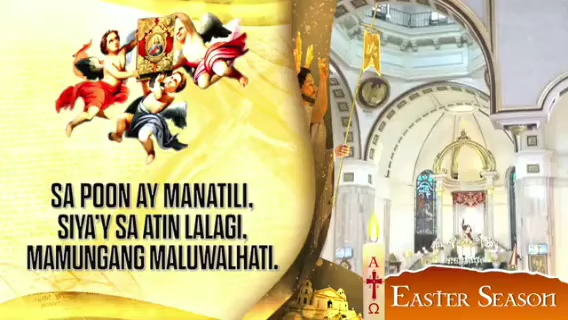 SA POON AY MANATILI,
SIYA'Y SA ATIN LALAGI,
MAMUNGANG MALUWALHATI.
Α
Ω
EASTER SEASON